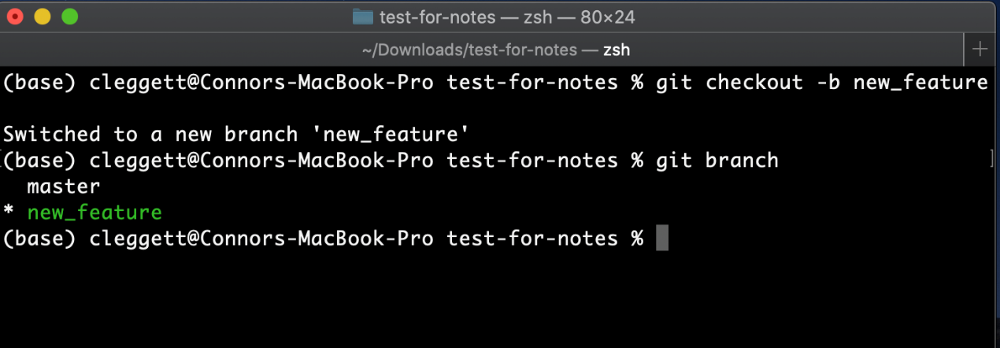 test-for-notes — zsh — 80×24
~/Downloads/test-for-notes — zsh
(base) cleggett@Connors-MacBook-Pro test-for-notes % git checkout -b new_feature
Switched to a new branch 'new_feature'
[(base) cleggett@Connors-MacBook-Pro test-for-notes % git branch ]
  master
* new_feature
(base) cleggett@Connors-MacBook-Pro test-for-notes %